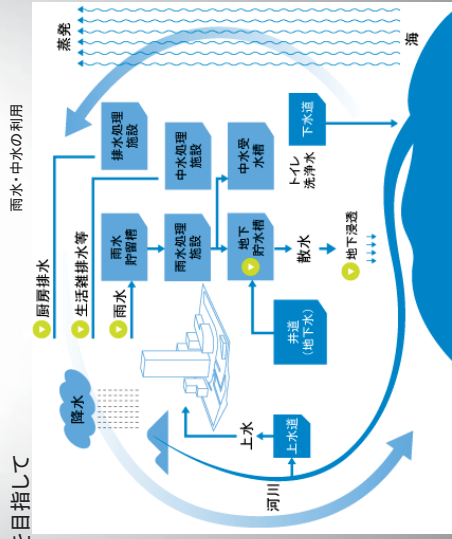 を目指して
雨水・中水の利用
降水
厨房排水
生活雑排水等
雨水
排水処理
施設
中水処理
施設
中水受
水槽
雨水
貯留槽
雨水処理
施設
地下
貯水槽
トイレ
洗浄水
下水道
散水
地下浸透
井道
(地下水)
上水
上水道
河川
蒸発
海